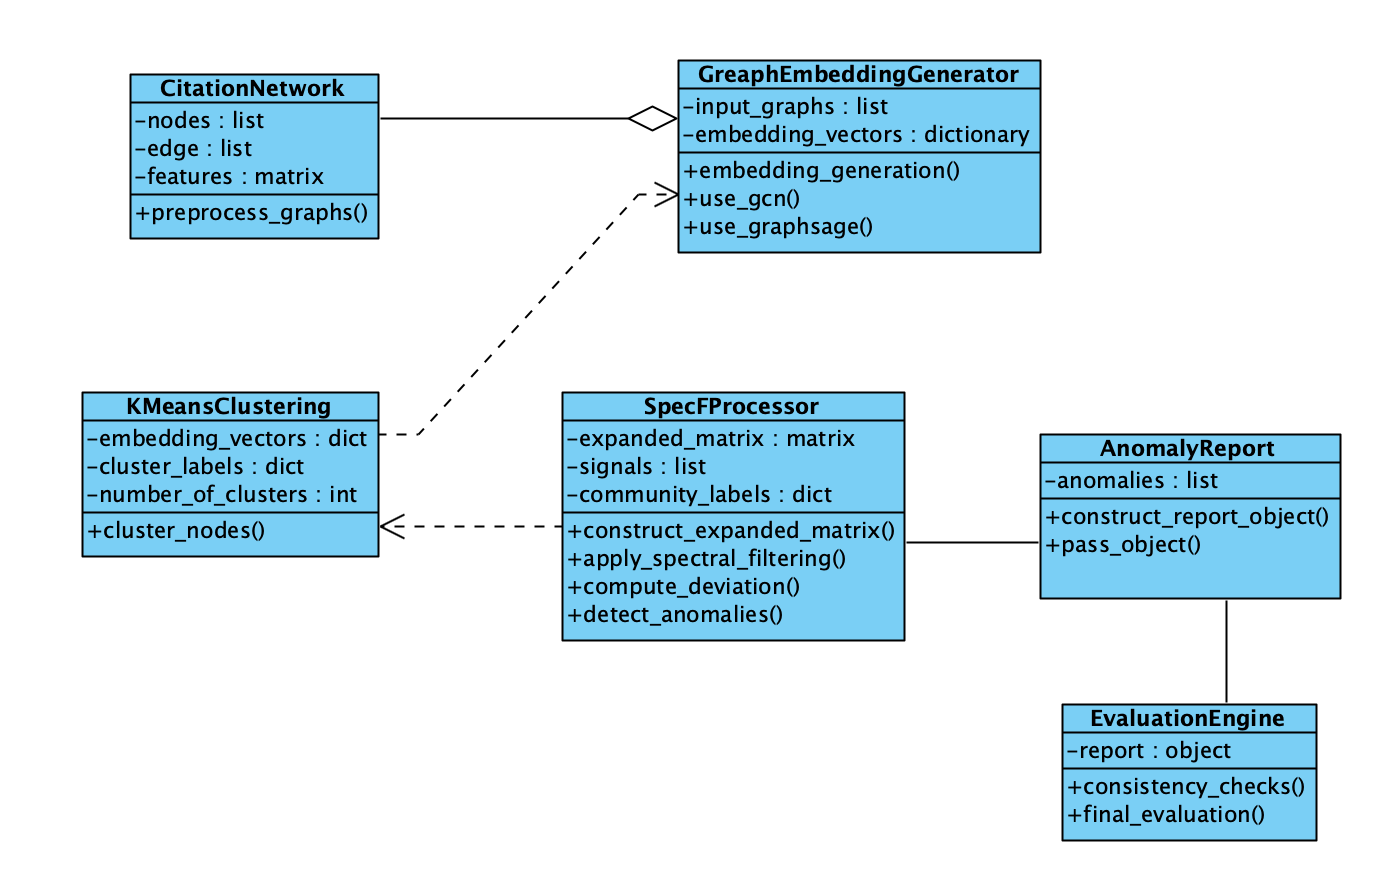 CitationNetwork
-nodes : list
-edge : list
-features : matrix
+preprocess_graphs()
GreaphEmbeddingGenerator
-input_graphs : list
-embedding_vectors : dictionary
+embedding_generation()
+use_gcn()
+use_graphsage()
KMeansClustering
-embedding_vectors : dict
-cluster_labels : dict
-number_of_clusters : int
+cluster_nodes()
SpecFProcessor
-expanded_matrix : matrix
-signals : list
-community_labels : dict
+construct_expanded_matrix()
+apply_spectral_filtering()
+compute_deviation()
+detect_anomalies()
AnomalyReport
-anomalies : list
+construct_report_object()
+pass_object()
EvaluationEngine
-report : object
+consistency_checks()
+final_evaluation()